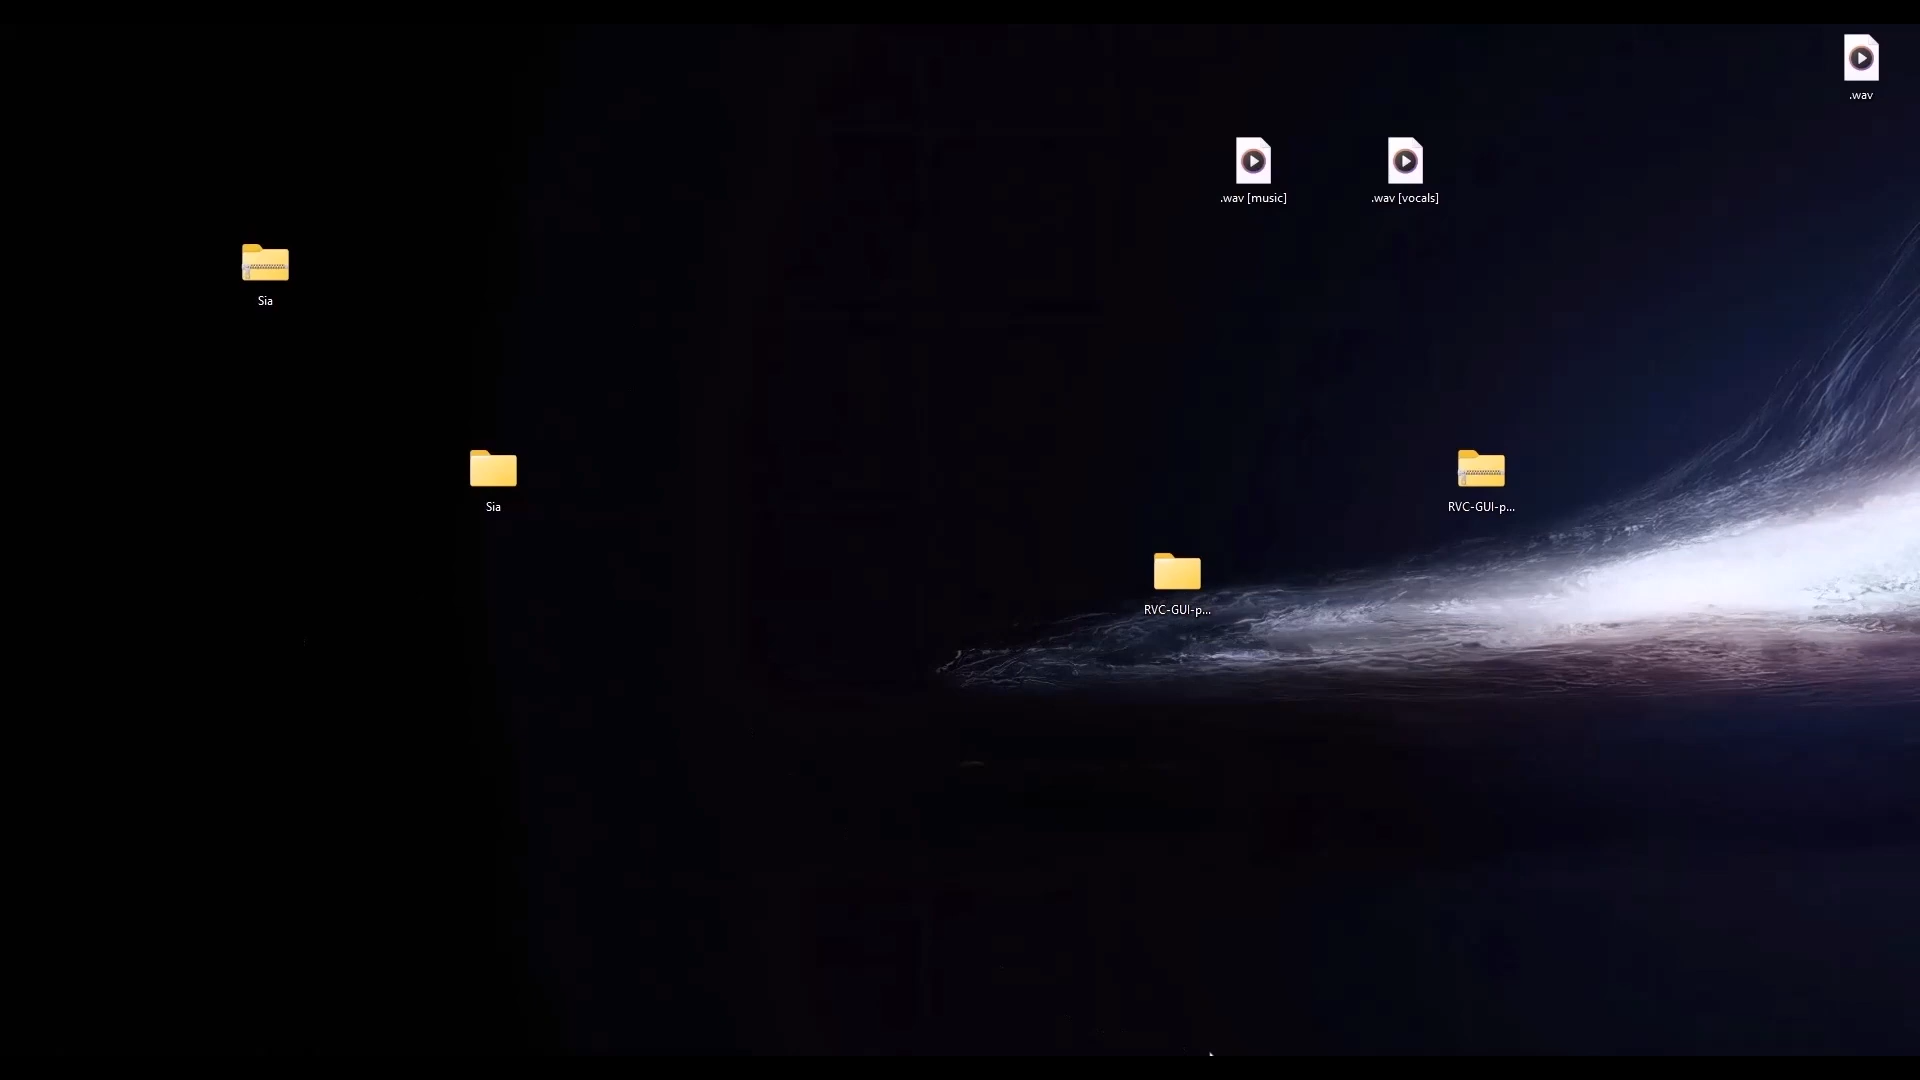 .wav
.wav [music]
.wav [vocals]
Sia
Sia
RVC-GUI-p...
RVC-GUI-p...